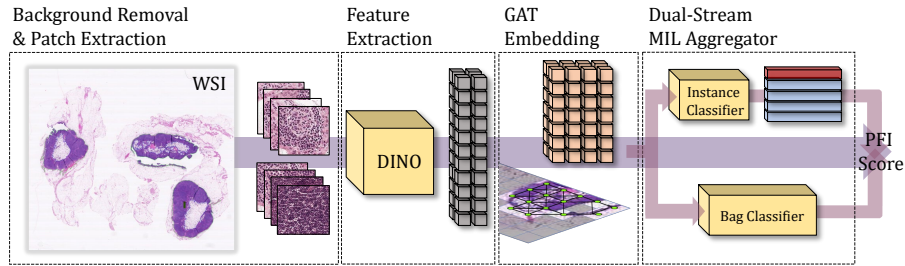 Background Removal
& Patch Extraction
Feature
Extraction
GAT
Embedding
Dual-Stream
MIL Aggregator
WSI
DINO
Instance
Classifier
Bag Classifier
PFI
Score